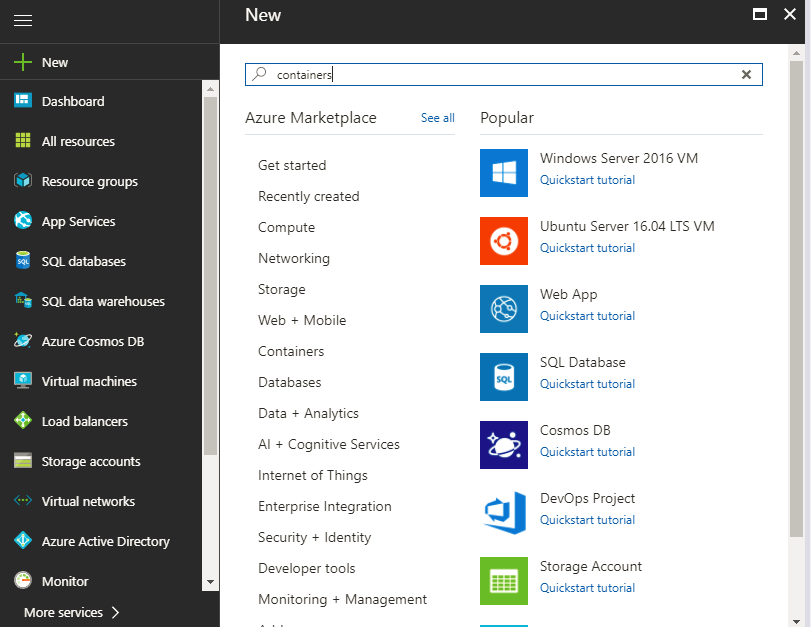 New
New
Dashboard
All resources
Resource groups
App Services
SQL
SQL databases
SQL data warehouses
Azure Cosmos DB
Virtual machines
Load balancers
Storage accounts
Virtual networks
Azure Active Directory
Monitor
More services
containers
Azure Marketplace
See all
Get started
Recently created
Compute
Networking
Storage
Web + Mobile
Containers
Databases
Data + Analytics
AI + Cognitive Services
Internet of Things
Enterprise Integration
Security + Identity
Developer tools
Monitoring + Management
Popular
Windows Server 2016 VM
Quickstart tutorial
Ubuntu Server 16.04 LTS VM
Quickstart tutorial
Web App
Quickstart tutorial
SQL
SQL Database
Quickstart tutorial
Cosmos DB
Quickstart tutorial
DevOps Project
Quickstart tutorial
Storage Account
Quickstart tutorial